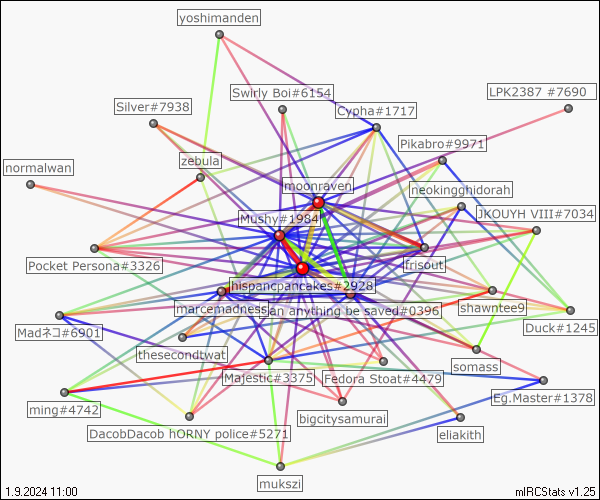 yoshimanden
LPK2387 #7690
Swirly Boi#6154
Silver#7938
Cypha#1717
Pikabro#9971
zebula
normalwan
moonraven
neokingghidorah
JKOUYH VIII#7034
Mushy#1984
Pocket Persona#3326
frisout
hispancpancakes#2928
marcemadness
an anything be saved#0396
shawntee9
Madネコ#6901
Duck#1245
thesecondtwat
somass
Majestic#3375
Fedora Stoat#4479
Eg.Master#1378
ming#4742
bigcitysamurai
DacobDacob hORNY police#5271
eliakith
mukszi
1.9.2024 11:00
mIRCStats v1.25